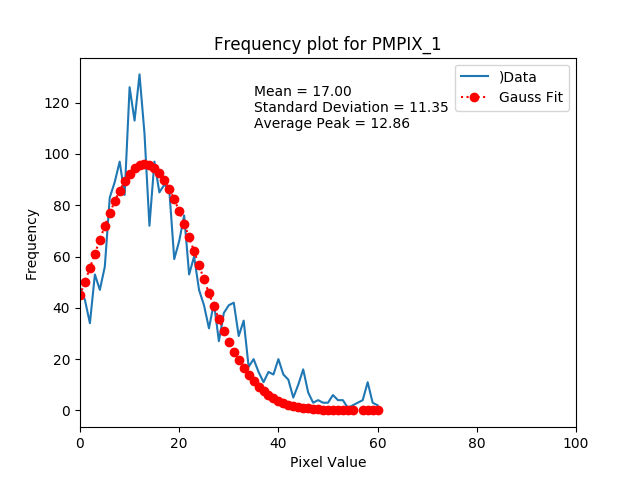 Frequency plot for PMPIX_1
)Data
Gauss Fit
Mean = 17.00
Standard Deviation = 11.35
Average Peak = 12.86
Frequency
120
100
80
60
40
20
0
0 20 40 60 80 100
Pixel Value